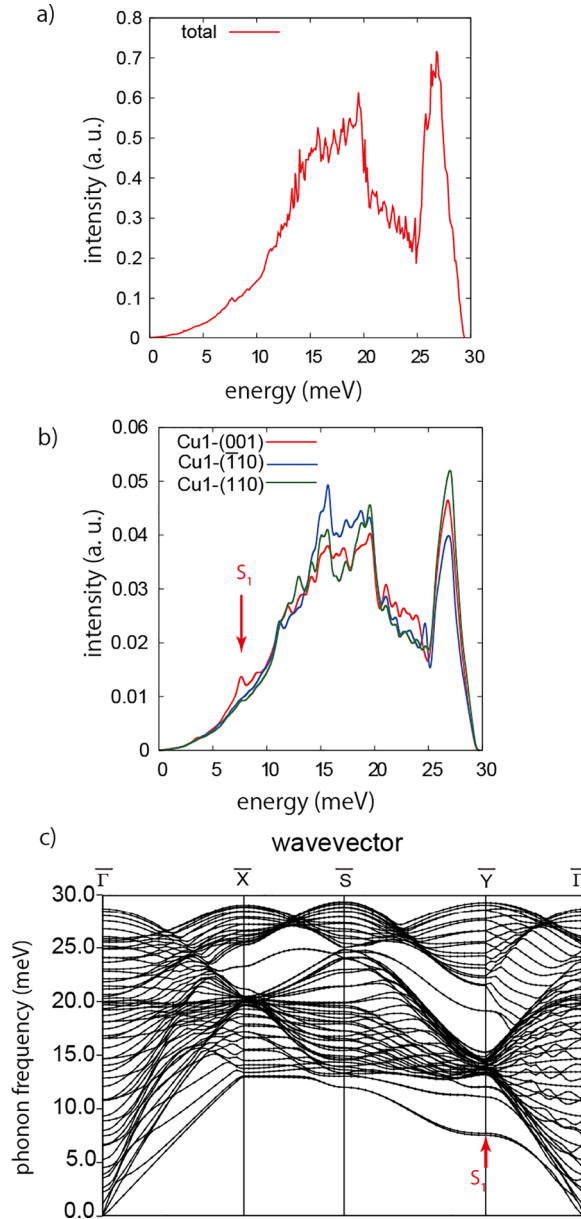 a)
0.8
total
0.7
0.6
0.5
0.4
0.3
0.2
0.1
0
intensity (a. u.)
0 5 10 15 20 25 30
energy (meV)
b)
0.06
Cu1-(001)
Cu1-(1̅10)
Cu1-(110)
0.05
0.04
0.03
0.02
0.01
0
intensity (a. u.)
S₁
0 5 10 15 20 25 30
energy (meV)
c)
wavevector
Γ̅ X̅ S̅ Y̅ Γ̅
30.0
25.0
20.0
15.0
10.0
5.0
0.0
phonon frequency (meV)
S₁